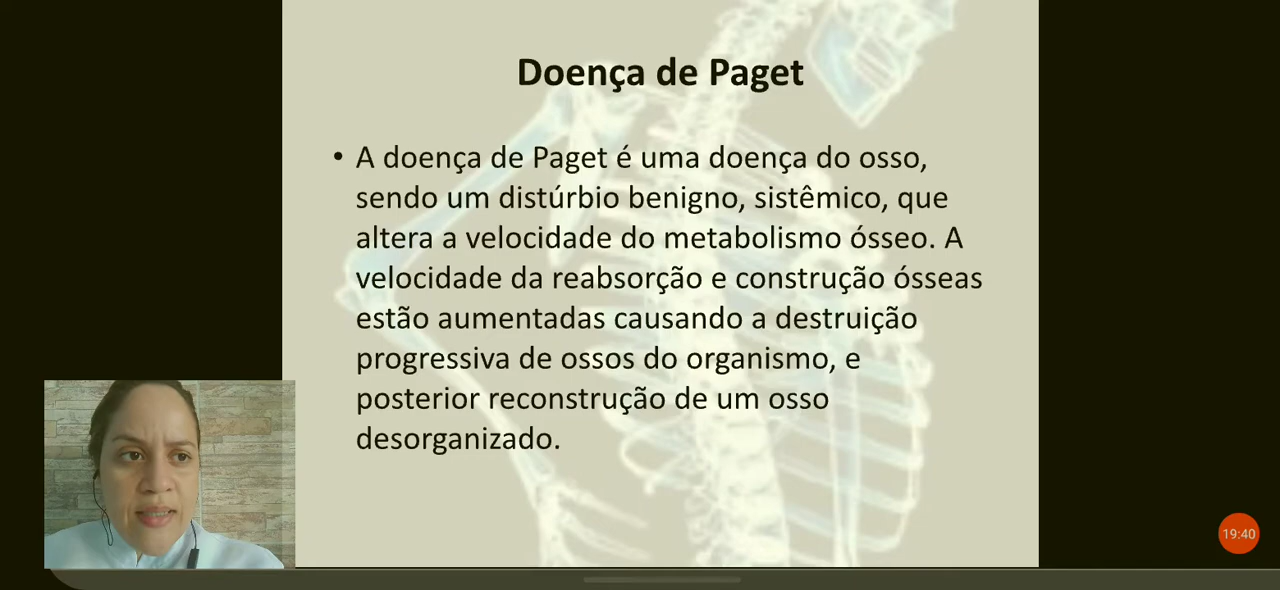 Doença de Paget
• A doença de Paget é uma doença do osso,
sendo um distúrbio benigno, sistêmico, que
altera a velocidade do metabolismo ósseo. A
velocidade da reabsorção e construção ósseas
estão aumentadas causando a destruição
progressiva de ossos do organismo, e
posterior reconstrução de um osso
desorganizado.
19:40